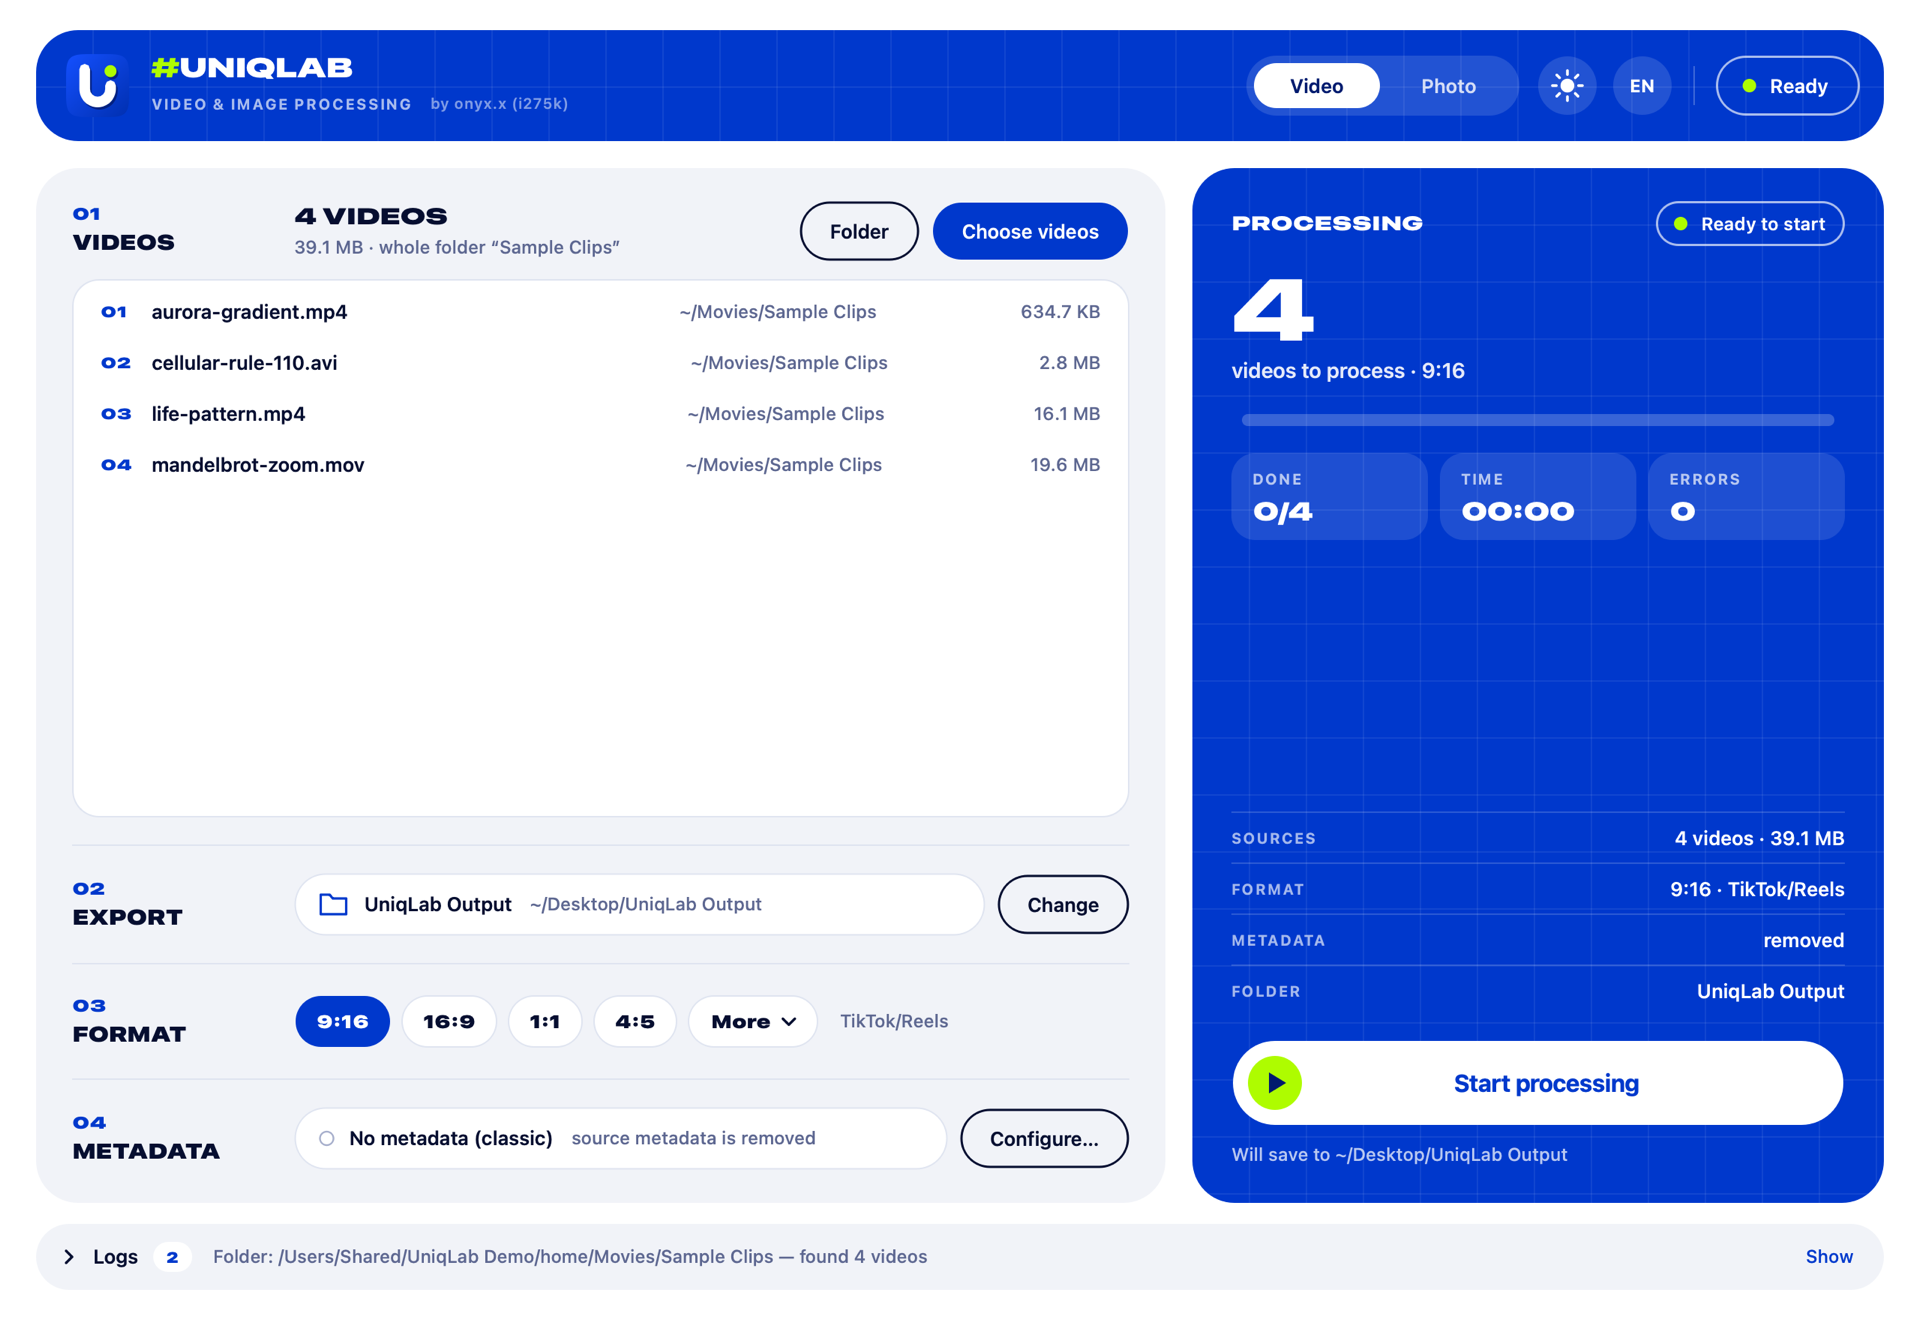 #UNIQLAB
VIDEO & IMAGE PROCESSING by onyx.x (i275k)
Video
Photo
EN
Ready
01
VIDEOS
4 VIDEOS
39.1 MB · whole folder “Sample Clips”
Folder
Choose videos
01 aurora-gradient.mp4 ~/Movies/Sample Clips 634.7 KB
02 cellular-rule-110.avi ~/Movies/Sample Clips 2.8 MB
03 life-pattern.mp4 ~/Movies/Sample Clips 16.1 MB
04 mandelbrot-zoom.mov ~/Movies/Sample Clips 19.6 MB
02
EXPORT
UniqLab Output ~/Desktop/UniqLab Output
Change
03
FORMAT
9:16 16:9 1:1 4:5 More TikTok/Reels
04
METADATA
No metadata (classic) source metadata is removed
Configure...
PROCESSING
Ready to start
4
videos to process · 9:16
DONE
0/4
TIME
00:00
ERRORS
0
SOURCES 4 videos · 39.1 MB
FORMAT 9:16 · TikTok/Reels
METADATA removed
FOLDER UniqLab Output
Start processing
Will save to ~/Desktop/UniqLab Output
Logs 2 Folder: /Users/Shared/UniqLab Demo/home/Movies/Sample Clips — found 4 videos
Show